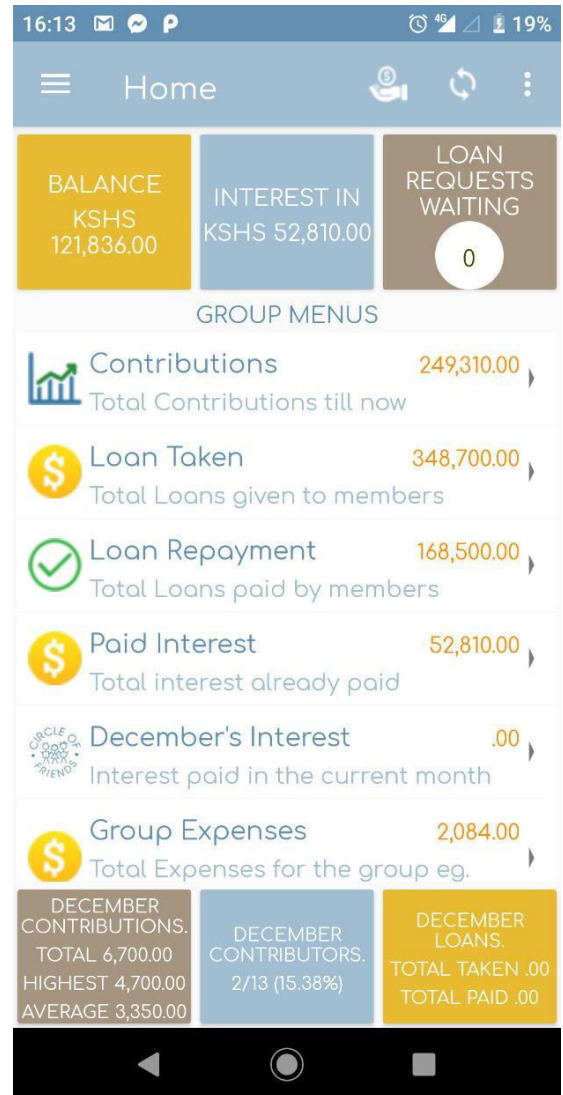 16:13 4G 19%
Home
BALANCE
KSHS
121,836.00
INTEREST IN
KSHS 52,810.00
LOAN
REQUESTS
WAITING
0
GROUP MENUS
Contributions 249,310.00
Total Contributions till now
Loan Taken 348,700.00
Total Loans given to members
Loan Repayment 168,500.00
Total Loans paid by members
Paid Interest 52,810.00
Total interest already paid
CIRCLE OF
FRIENDS
December's Interest .00
Interest paid in the current month
Group Expenses 2,084.00
Total Expenses for the group eg.
DECEMBER
CONTRIBUTIONS.
TOTAL 6,700.00
HIGHEST 4,700.00
AVERAGE 3,350.00
DECEMBER
CONTRIBUTORS.
2/13 (15.38%)
DECEMBER
LOANS.
TOTAL TAKEN .00
TOTAL PAID .00